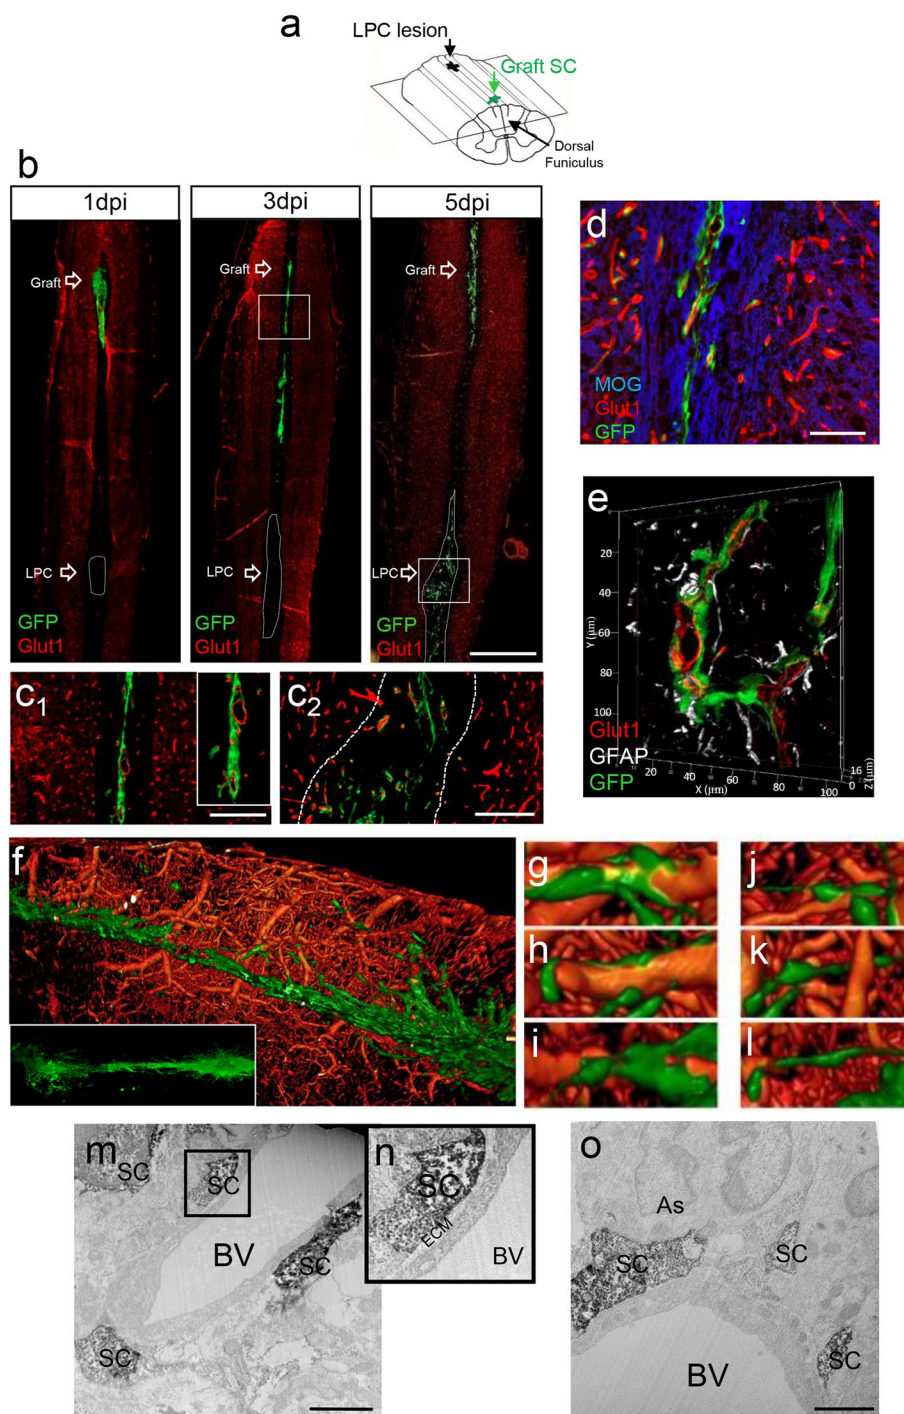 a
LPC lesion
Graft SC
Dorsal
Funiculus
b
1dpi
3dpi
5dpi
Graft
Graft
Graft
LPC
LPC
LPC
GFP
Glut1
GFP
Glut1
GFP
Glut1
d
MOG
Glut1
GFP
e
20
40
60
80
100
Y (µm)
Glut1
GFAP
GFP
20
40
60
80
100
X (µm)
16
0
Z (µm)
c1
c2
f
g
h
i
j
k
l
m
SC
SC
BV
SC
SC
n
SC
ECM
BV
o
As
SC
SC
SC
BV